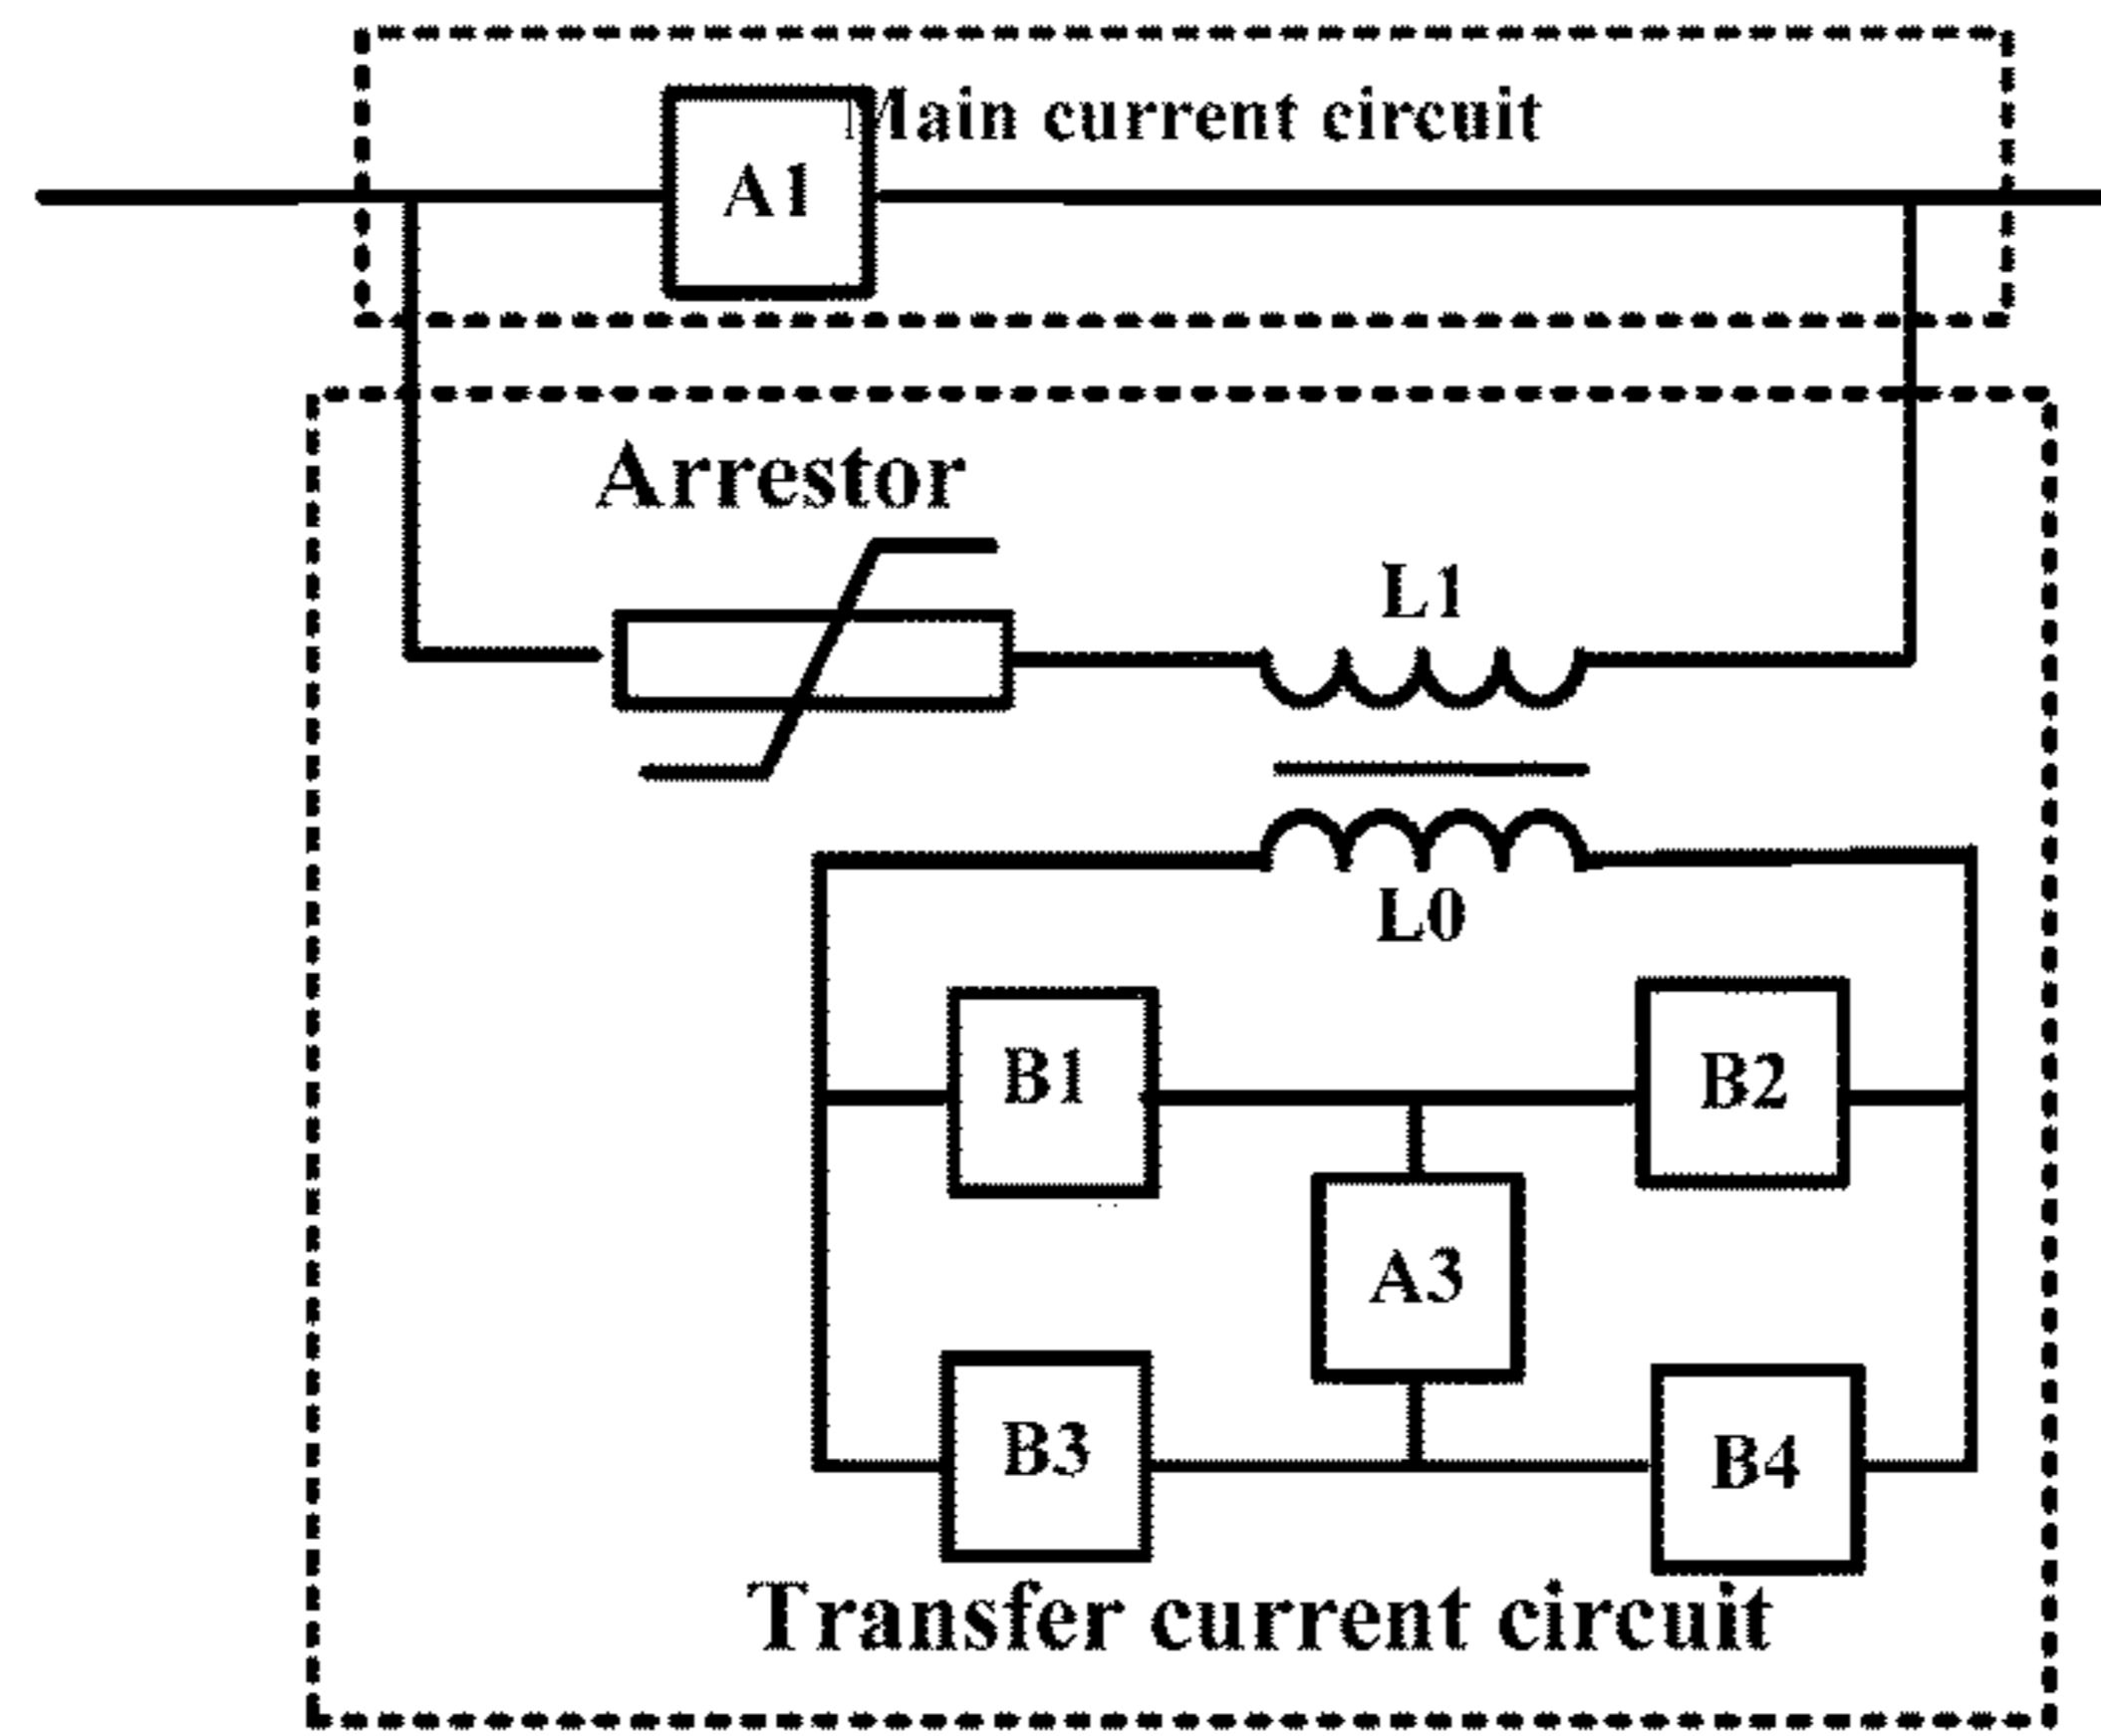 Main current circuit
A1
Arrestor
L1
L0
B1
B2
A3
B3
B4
Transfer current circuit